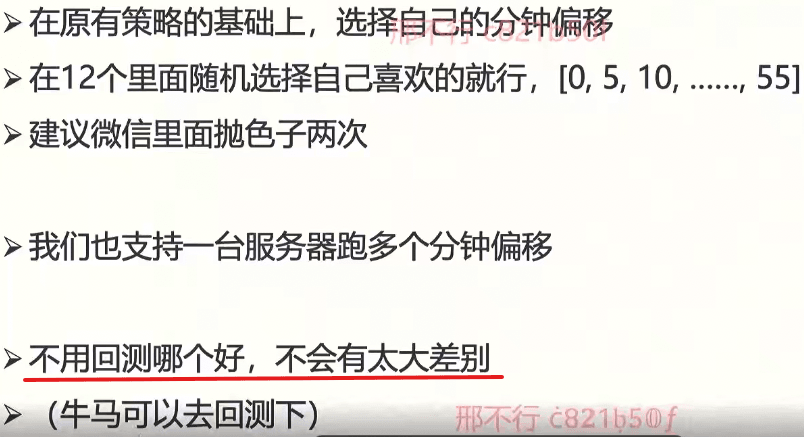 ➢ 在原有策略的基础上，选择自己的分钟偏移
邢不行 c821b50f
➢ 在12个里面随机选择自己喜欢的就行，[0, 5, 10, ……, 55]
➢ 建议微信里面抛色子两次
➢ 我们也支持一台服务器跑多个分钟偏移
➢ 不用回测哪个好，不会有太大差别
➢ （牛马可以去回测下）
邢不行 c821b50f